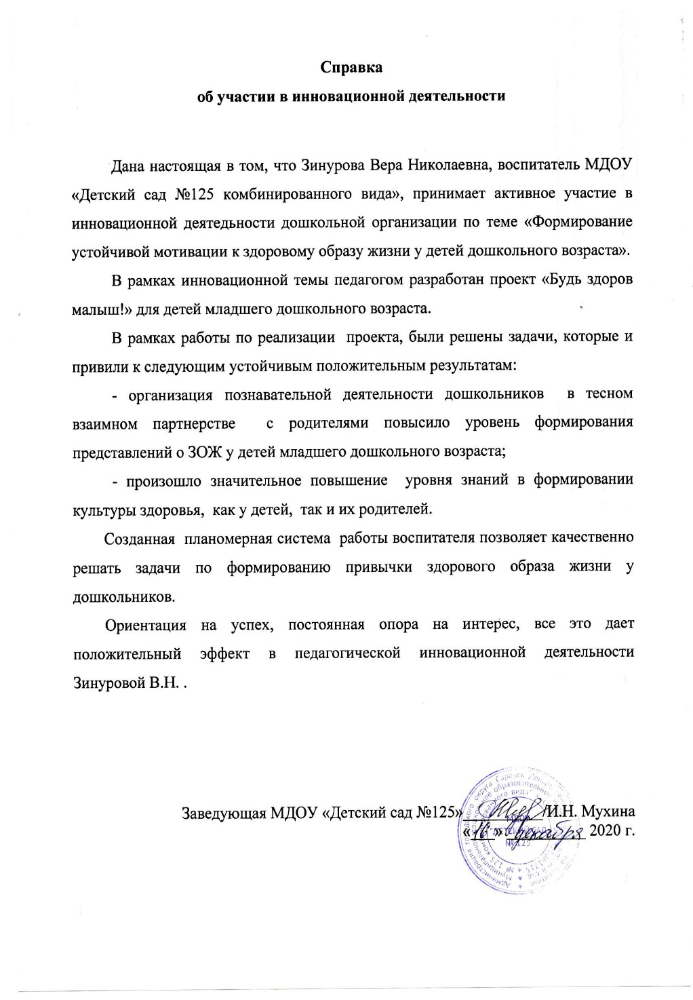 Справка
об участии в инновационной деятельности
Дана настоящая в том, что Зинурова Вера Николаевна, воспитатель МДОУ
«Детский сад №125 комбинированного вида», принимает активное участие в
инновационной деятедьности дошкольной организации по теме «Формирование
устойчивой мотивации к здоровому образу жизни у детей дошкольного возраста».
В рамках инновационной темы педагогом разработан проект «Будь здоров
малыш!» для детей младшего дошкольного возраста.
В рамках работы по реализации проекта, были решены задачи, которые и
привили к следующим устойчивым положительным результатам:
- организация познавательной деятельности дошкольников в тесном
взаимном партнерстве с родителями повысило уровень формирования
представлений о ЗОЖ у детей младшего дошкольного возраста;
- произошло значительное повышение уровня знаний в формировании
культуры здоровья, как у детей, так и их родителей.
Созданная планомерная система работы воспитателя позволяет качественно
решать задачи по формированию привычки здорового образа жизни у
дошкольников.
Ориентация на успех, постоянная опора на интерес, все это дает
положительный эффект в педагогической инновационной деятельности
Зинуровой В.Н. .
Заведующая МДОУ «Детский сад №125» /И.Н. Мухина
«16» декабря 2020 г.
МДОУ
"ДЕТСКИЙ САД
№ 125